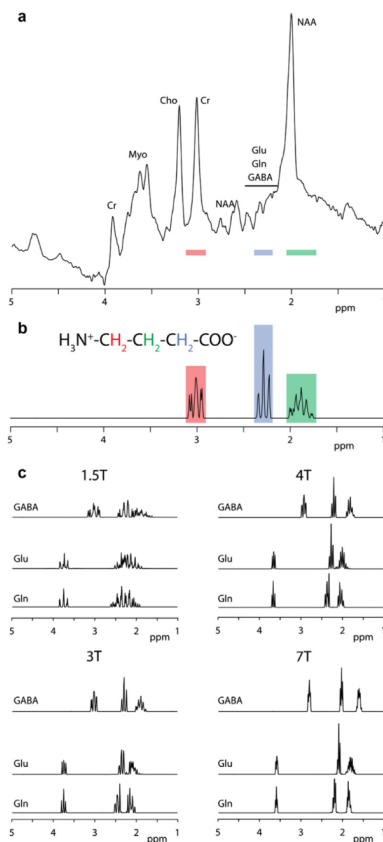 a
NAA
Cho
Cr
Myo
Glu
Gln
GABA
Cr
NAA
5 4 3 2 1
ppm
b
H₃N⁺-CH₂-CH₂-CH₂-COO⁻
5 4 3 2 1
ppm
c
1.5T
GABA
Glu
Gln
5 4 3 2 1
ppm
4T
GABA
Glu
Gln
5 4 3 2 1
ppm
3T
GABA
Glu
Gln
5 4 3 2 1
ppm
7T
GABA
Glu
Gln
5 4 3 2 1
ppm